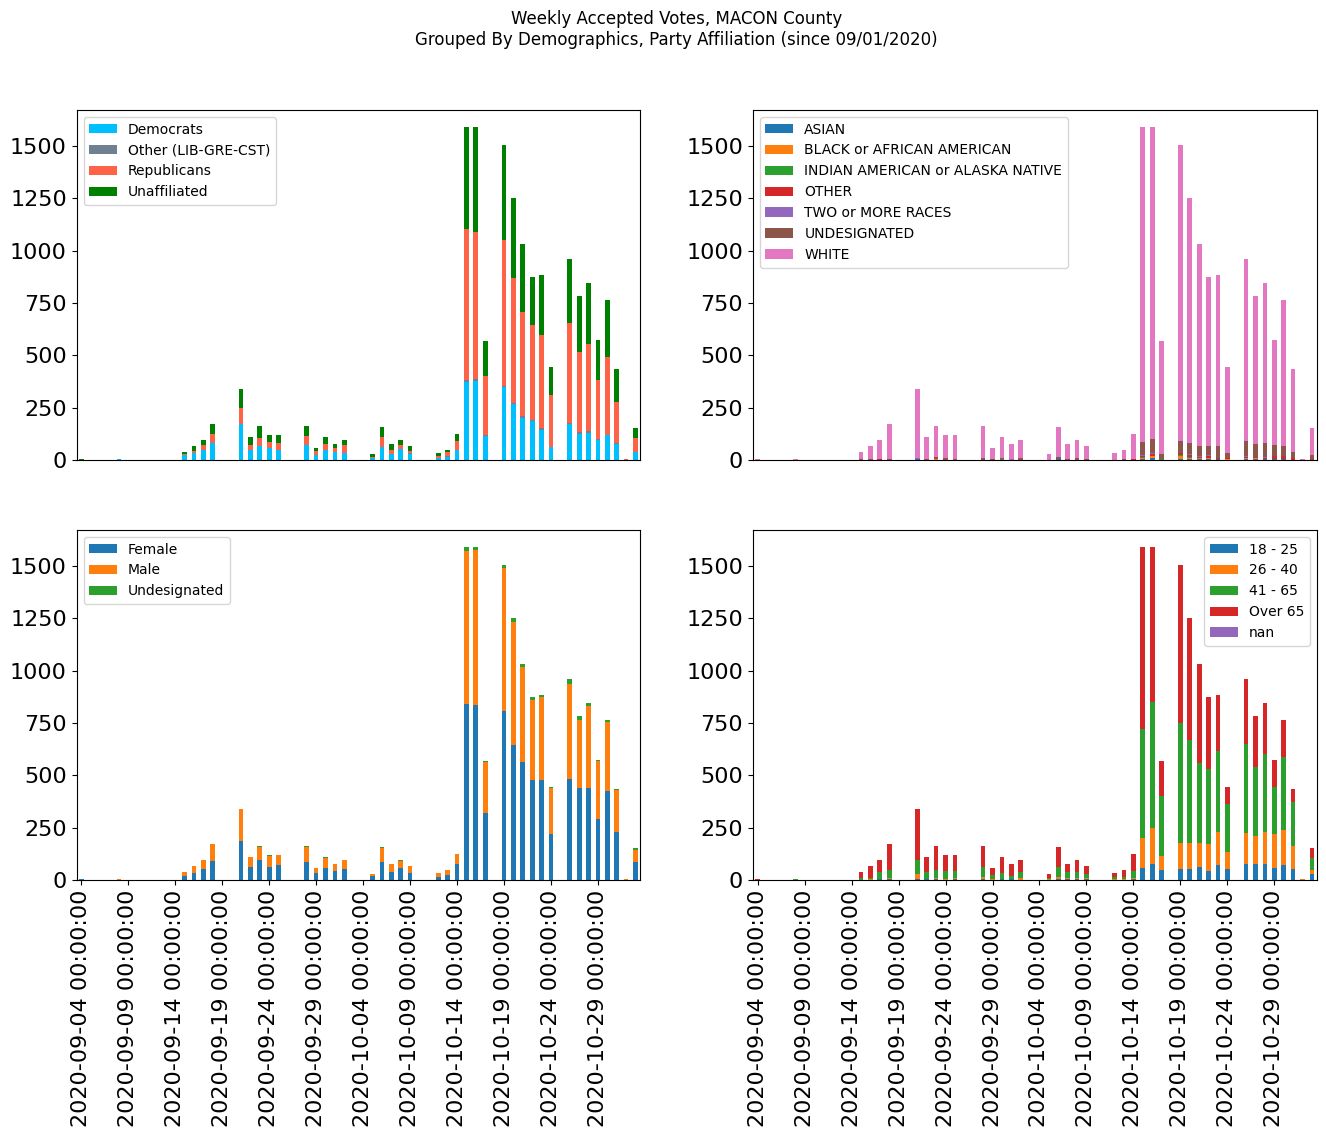 Weekly Accepted Votes, MACON County
Grouped By Demographics, Party Affiliation (since 09/01/2020)
1500
1250
1000
750
500
250
0
Democrats
Other (LIB-GRE-CST)
Republicans
Unaffiliated
1500
1250
1000
750
500
250
0
ASIAN
BLACK or AFRICAN AMERICAN
INDIAN AMERICAN or ALASKA NATIVE
OTHER
TWO or MORE RACES
UNDESIGNATED
WHITE
1500
1250
1000
750
500
250
0
Female
Male
Undesignated
2020-09-04 00:00:00
2020-09-09 00:00:00
2020-09-14 00:00:00
2020-09-19 00:00:00
2020-09-24 00:00:00
2020-09-29 00:00:00
2020-10-04 00:00:00
2020-10-09 00:00:00
2020-10-14 00:00:00
2020-10-19 00:00:00
2020-10-24 00:00:00
2020-10-29 00:00:00
1500
1250
1000
750
500
250
0
18 - 25
26 - 40
41 - 65
Over 65
nan
2020-09-04 00:00:00
2020-09-09 00:00:00
2020-09-14 00:00:00
2020-09-19 00:00:00
2020-09-24 00:00:00
2020-09-29 00:00:00
2020-10-04 00:00:00
2020-10-09 00:00:00
2020-10-14 00:00:00
2020-10-19 00:00:00
2020-10-24 00:00:00
2020-10-29 00:00:00